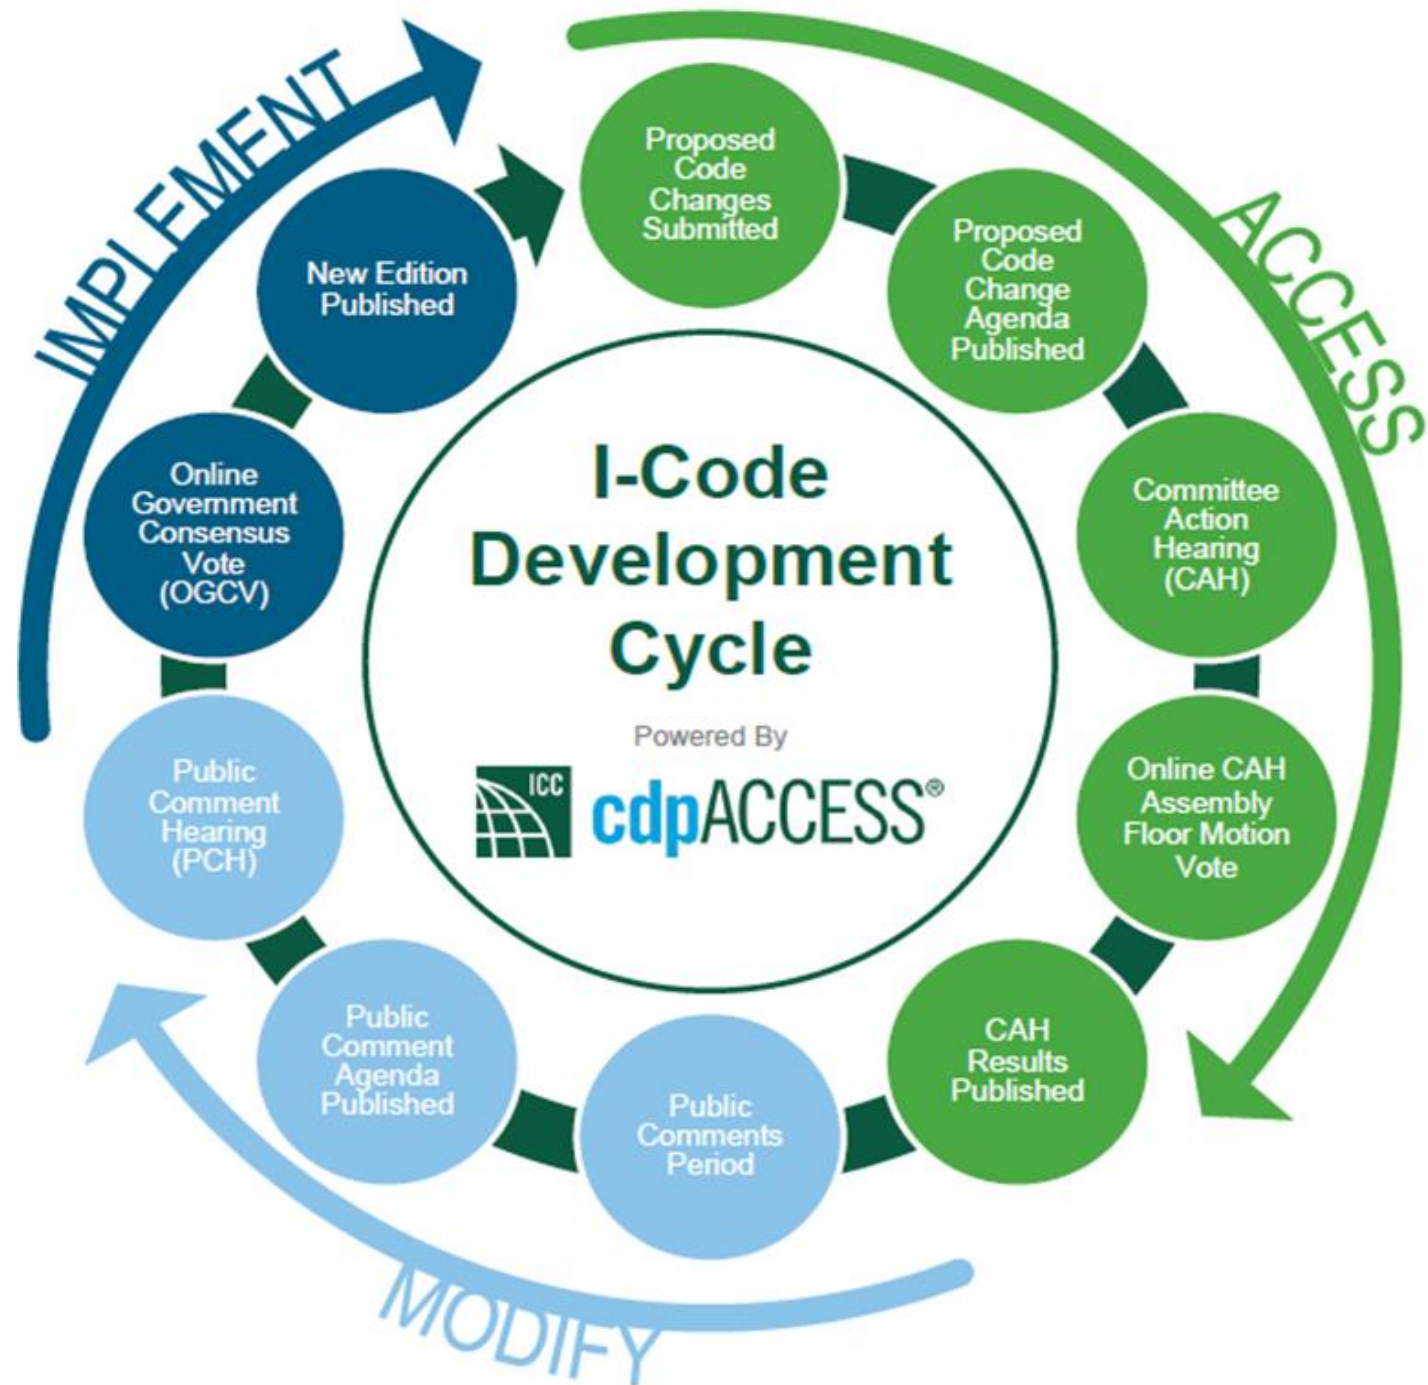 I-Code
Development
Cycle
Powered By
ICC
cdpACCESS®
ACCESS
Proposed
Code
Changes
Submitted
Proposed
Code
Change
Agenda
Published
Committee
Action
Hearing
(CAH)
Online CAH
Assembly
Floor Motion
Vote
CAH
Results
Published
MODIFY
Public
Comments
Period
Public
Comment
Agenda
Published
Public
Comment
Hearing
(PCH)
IMPLEMENT
Online
Government
Consensus
Vote
(OGCV)
New Edition
Published